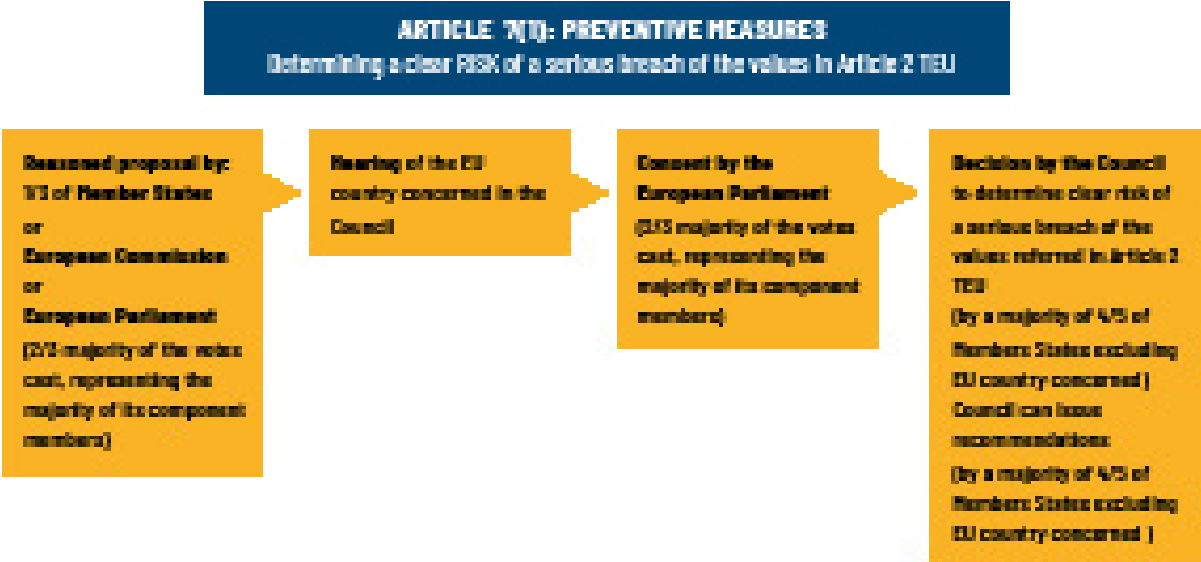 ARTICLE 7(1): PREVENTIVE MEASURES
Determining a clear RISK of a serious breach of the values in Article 2 TEU
Reasoned proposal by:
1/3 of Member States
or
European Commission
or
European Parliament
(2/3 majority of the votes
cast, representing the
majority of its component
members)
Hearing of the EU
country concerned in the
Council
Consent by the
European Parliament
(2/3 majority of the votes
cast, representing the
majority of its component
members)
Decision by the Council
to determine clear risk of
a serious breach of the
values referred in Article 2
TEU
(by a majority of 4/5 of
Members States excluding
EU country concerned)
Council can issue
recommendations
(by a majority of 4/5 of
Members States excluding
EU country concerned )